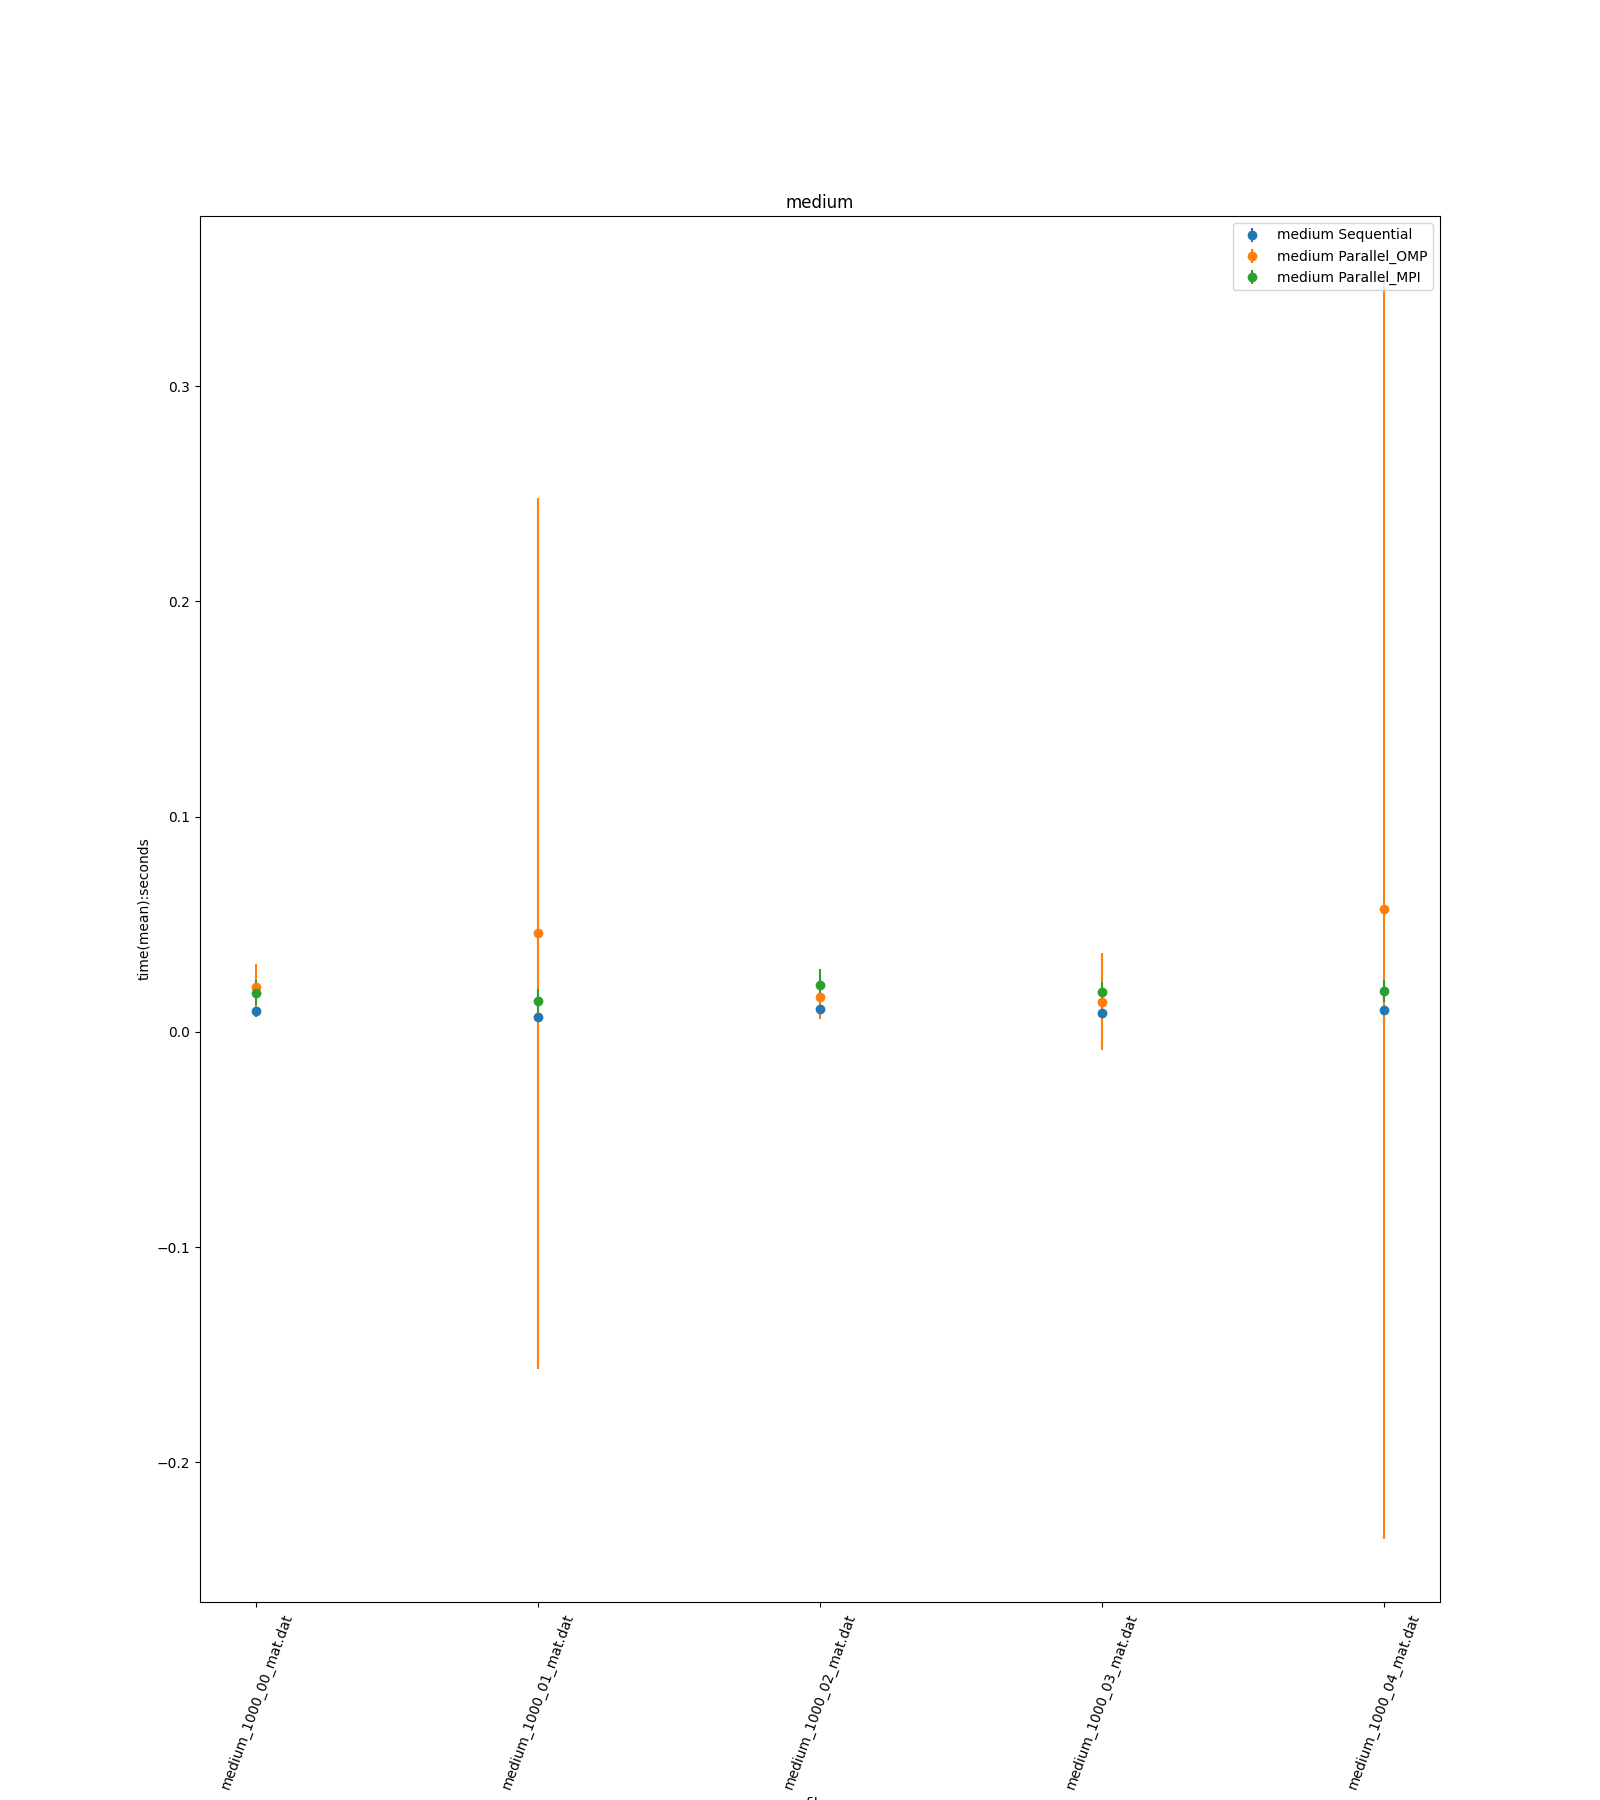 medium
medium Sequential
medium Parallel_OMP
medium Parallel_MPI
0.3
0.2
0.1
0.0
−0.1
−0.2
time(mean):seconds
medium_1000_00_mat.dat
medium_1000_01_mat.dat
medium_1000_02_mat.dat
medium_1000_03_mat.dat
medium_1000_04_mat.dat